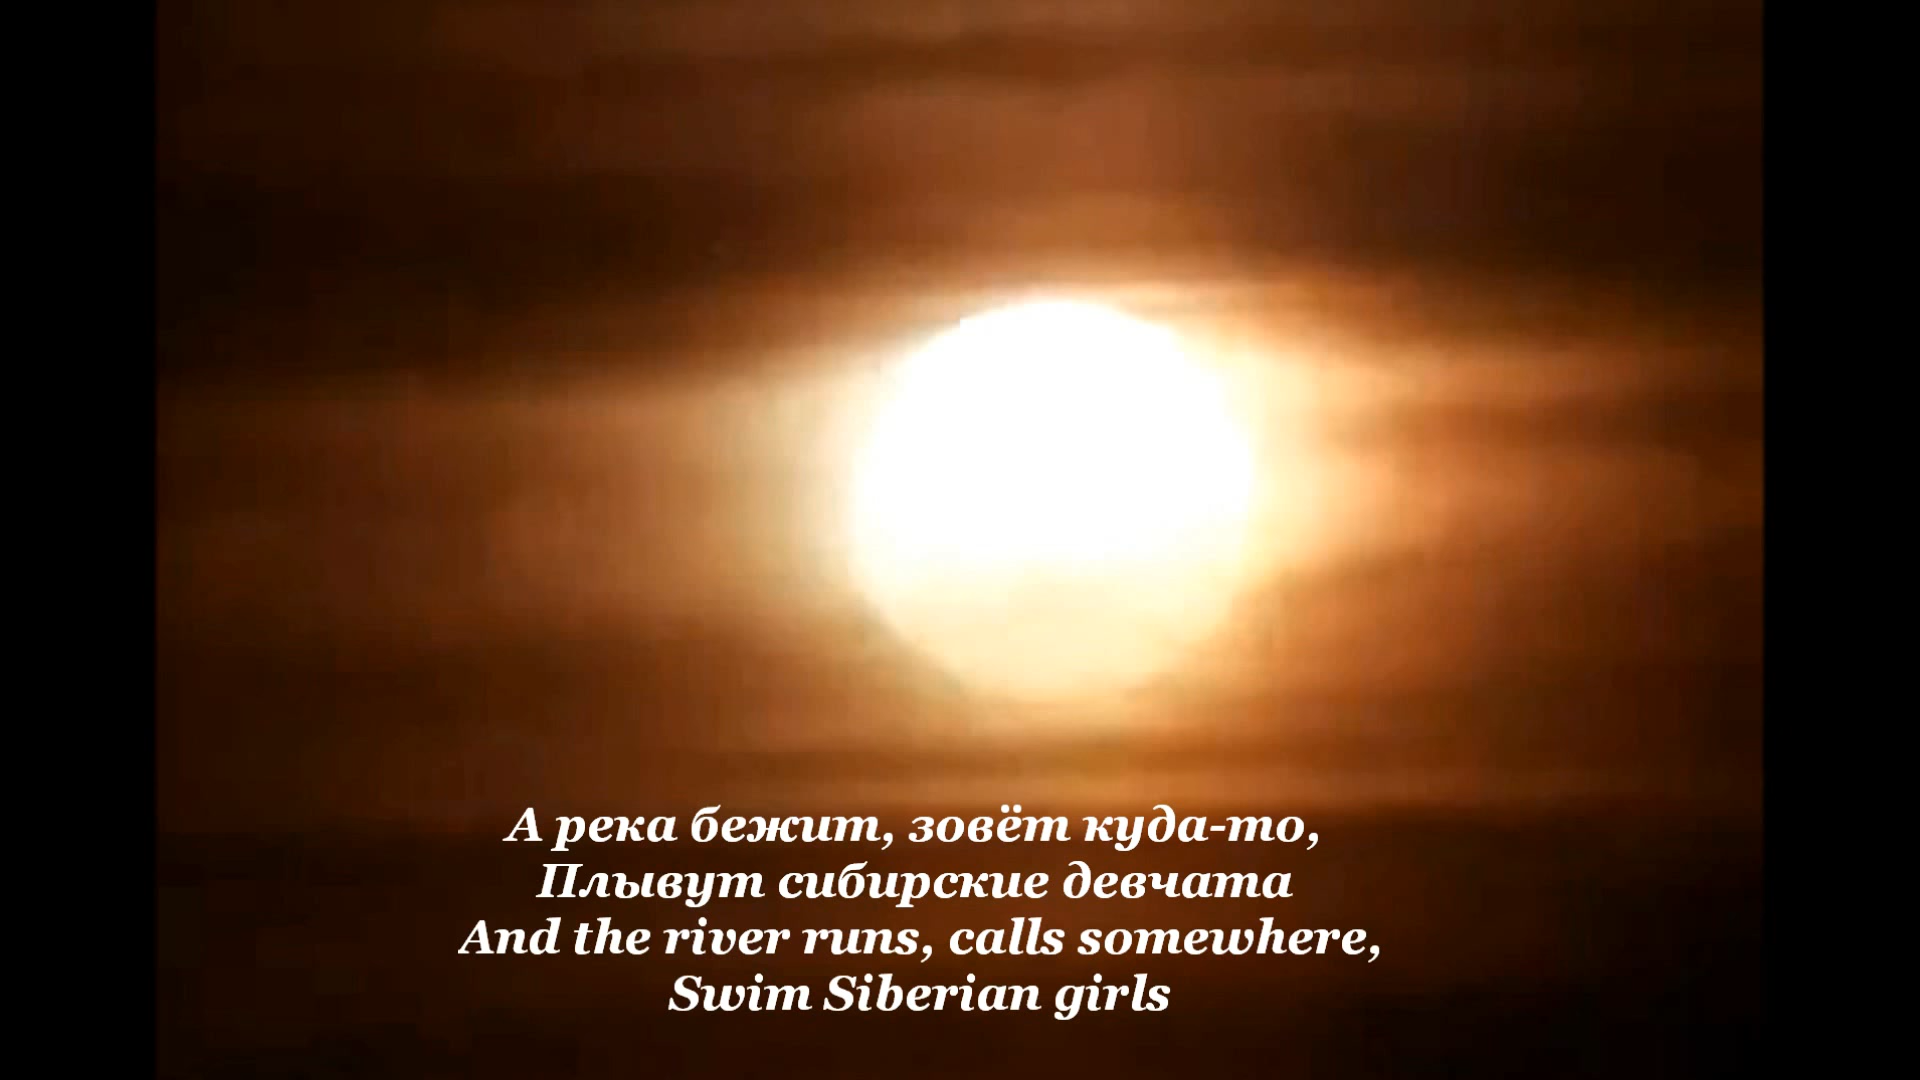 А река бежит, зовёт куда-то,
Плывут сибирские девчата
And the river runs, calls somewhere,
Swim Siberian girls